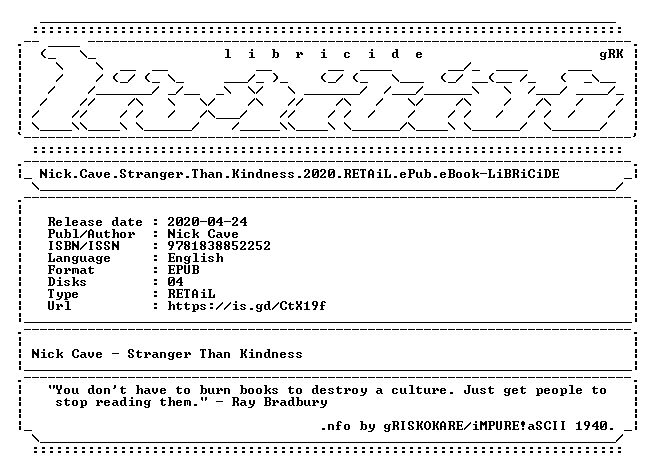 l i b r i c i d e gRK
Nick.Cave.Stranger.Than.Kindness.2020.RETAiL.ePub.eBook-LiBRiCiDE
Release date : 2020-04-24
Publ/Author : Nick Cave
ISBN/ISSN : 9781838852252
Language : English
Format : EPUB
Disks : 04
Type : RETAiL
Url : https://is.gd/CtX19f
Nick Cave - Stranger Than Kindness
"You don't have to burn books to destroy a culture. Just get people to
stop reading them." - Ray Bradbury
.nfo by gRISKOKARE/iMPURE!aSCII 1940.